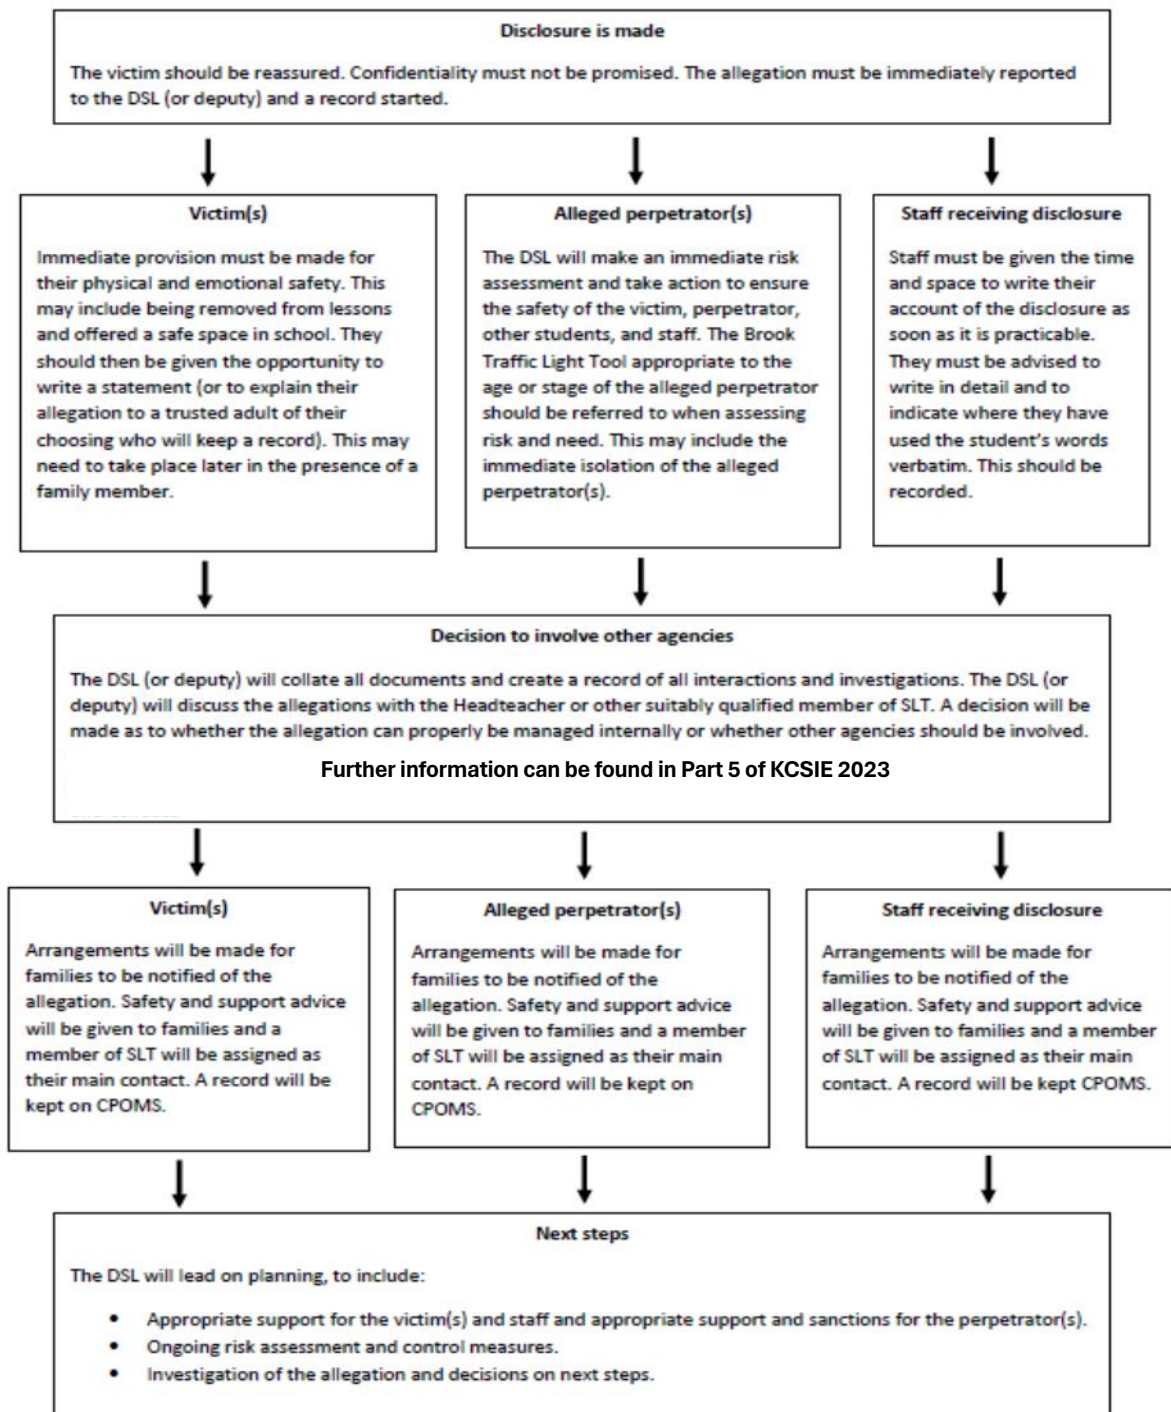 Disclosure is made
The victim should be reassured. Confidentiality must not be promised. The allegation must be immediately reported
to the DSL (or deputy) and a record started.
Victim(s)
Immediate provision must be made for
their physical and emotional safety. This
may include being removed from lessons
and offered a safe space in school. They
should then be given the opportunity to
write a statement (or to explain their
allegation to a trusted adult of their
choosing who will keep a record). This may
need to take place later in the presence of a
family member.
Alleged perpetrator(s)
The DSL will make an immediate risk
assessment and take action to ensure
the safety of the victim, perpetrator,
other students, and staff. The Brook
Traffic Light Tool appropriate to the
age or stage of the alleged perpetrator
should be referred to when assessing
risk and need. This may include the
immediate isolation of the alleged
perpetrator(s).
Staff receiving disclosure
Staff must be given the time
and space to write their
account of the disclosure as
soon as it is practicable.
They must be advised to
write in detail and to
indicate where they have
used the student's words
verbatim. This should be
recorded.
Decision to involve other agencies
The DSL (or deputy) will collate all documents and create a record of all interactions and investigations. The DSL (or
deputy) will discuss the allegations with the Headteacher or other suitably qualified member of SLT. A decision will be
made as to whether the allegation can properly be managed internally or whether other agencies should be involved.
Further information can be found in Part 5 of KCSIE 2023
Victim(s)
Arrangements will be made for
families to be notified of the
allegation. Safety and support advice
will be given to families and a
member of SLT will be assigned as
their main contact. A record will be
kept on CPOMS.
Alleged perpetrator(s)
Arrangements will be made for
families to be notified of the
allegation. Safety and support advice
will be given to families and a member
of SLT will be assigned as their main
contact. A record will be kept on
CPOMS.
Staff receiving disclosure
Arrangements will be made for
families to be notified of the
allegation. Safety and support advice
will be given to families and a member
of SLT will be assigned as their main
contact. A record will be kept CPOMS.
Next steps
The DSL will lead on planning, to include:
• Appropriate support for the victim(s) and staff and appropriate support and sanctions for the perpetrator(s).
• Ongoing risk assessment and control measures.
• Investigation of the allegation and decisions on next steps.